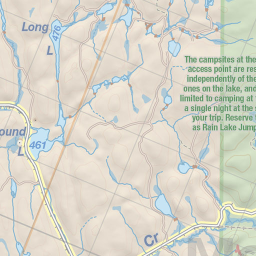 Long
L
476
The campsites at the
access point are res
independently of the
ones on the lake, and
limited to camping at
a single night at the s
your trip. Reserve
as Rain Lake Jump
ound
L
461
Cr